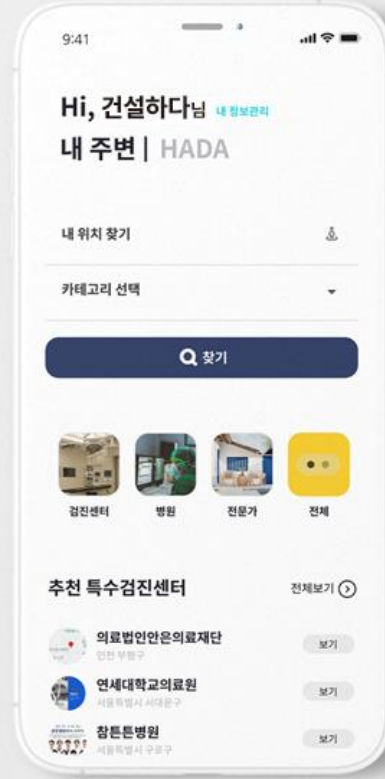 9:41
Hi, 건설하다님 내 정보관리
내 주변 | HADA
내 위치 찾기
카테고리 선택
찾기
검진센터 병원 전문가 전체
추천 특수검진센터 전체보기
의료법인안은의료재단 보기
인천 부평구
연세대학교의료원 보기
서울특별시 서대문구
참튼튼병원 보기
서울특별시 구로구